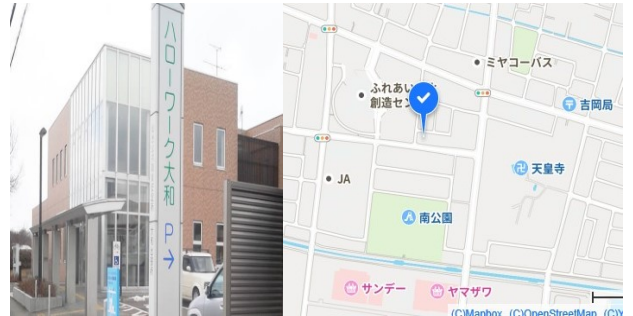 ハローワーク大和
P→
ミヤコーバス
ふれあい
創造セン
吉岡局
天皇寺
JA
南公園
サンデー
ヤマザワ
(C)Mapbox (C)OpenStreetMap (C)Y